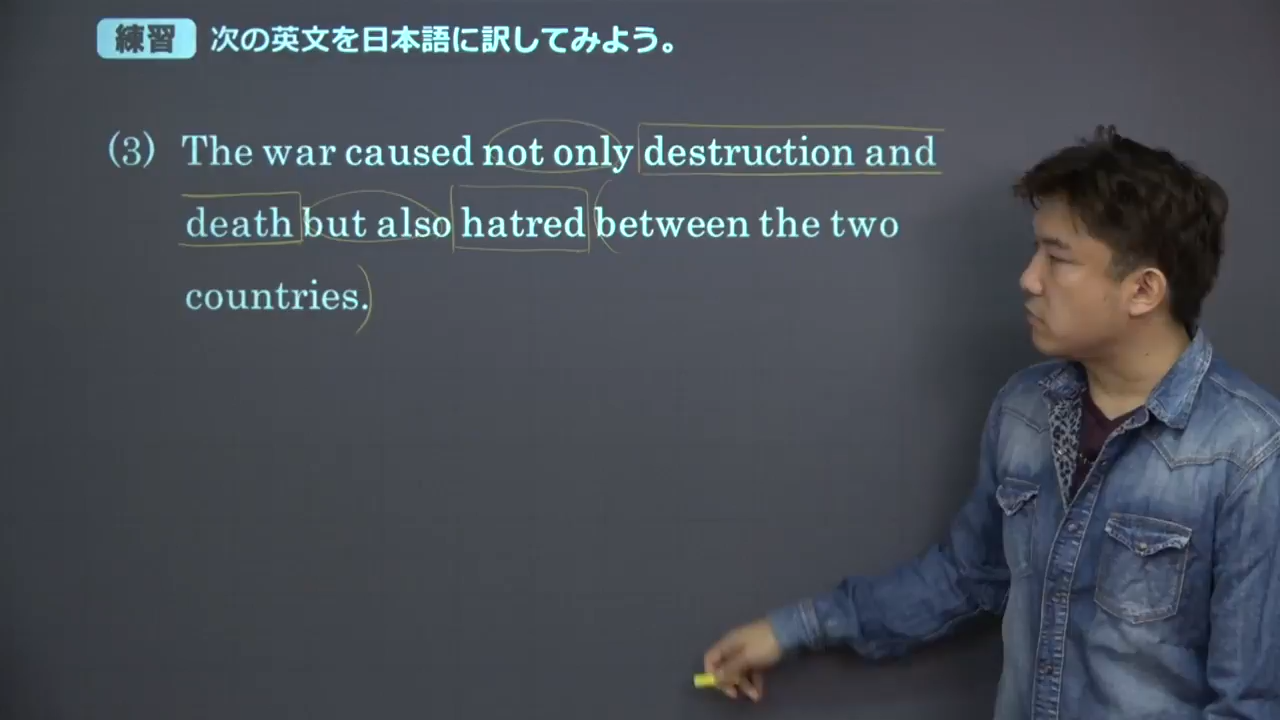 練習 次の英文を日本語に訳してみよう。
(3) The war caused not only destruction and
death but also hatred between the two
countries.